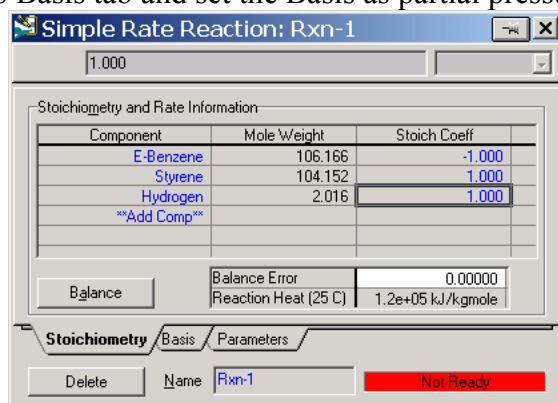 Basis tab and set the Basis as partial
Simple Rate Reaction: Rxn-1
1.000
Stoichiometry and Rate Information
Component Mole Weight Stoich Coeff
E-Benzene 106.166 -1.000
Styrene 104.152 1.000
Hydrogen 2.016 1.000
**Add Comp**
Balance Balance Error 0.00000
Reaction Heat (25 C) 1.2e+05 kJ/kgmole
Stoichiometry Basis Parameters
Delete Name Rxn-1 Not Ready